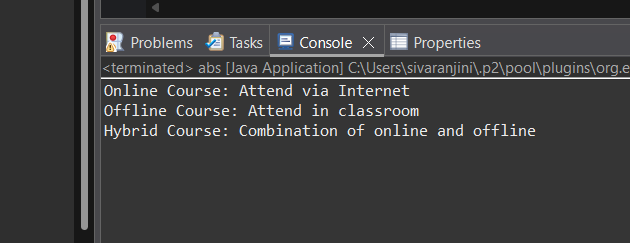 Problems Tasks Console Properties
<terminated> abs [Java Application] C:\Users\sivaranjini\.p2\pool\plugins\org.e
Online Course: Attend via Internet
Offline Course: Attend in classroom
Hybrid Course: Combination of online and offline